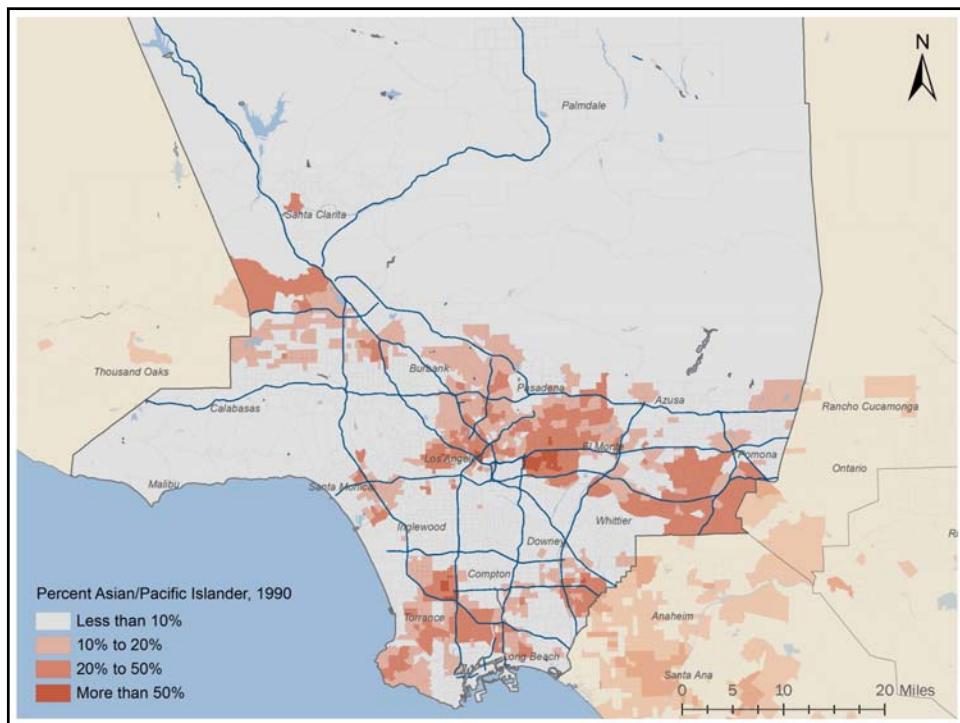 N
Palmdale
Santa Clarita
Burbank
Thousand Oaks
Pasadena
Azusa
Calabasas
Rancho Cucamonga
El Monte
Los Angeles
Pomona
Ontario
Malibu
Santa Monica
Inglewood
Whittier
Downey
Compton
Percent Asian/Pacific Islander, 1990
Less than 10%
10% to 20%
20% to 50%
More than 50%
Torrance
Anaheim
Long Beach
Santa Ana
0 5 10 20 Miles